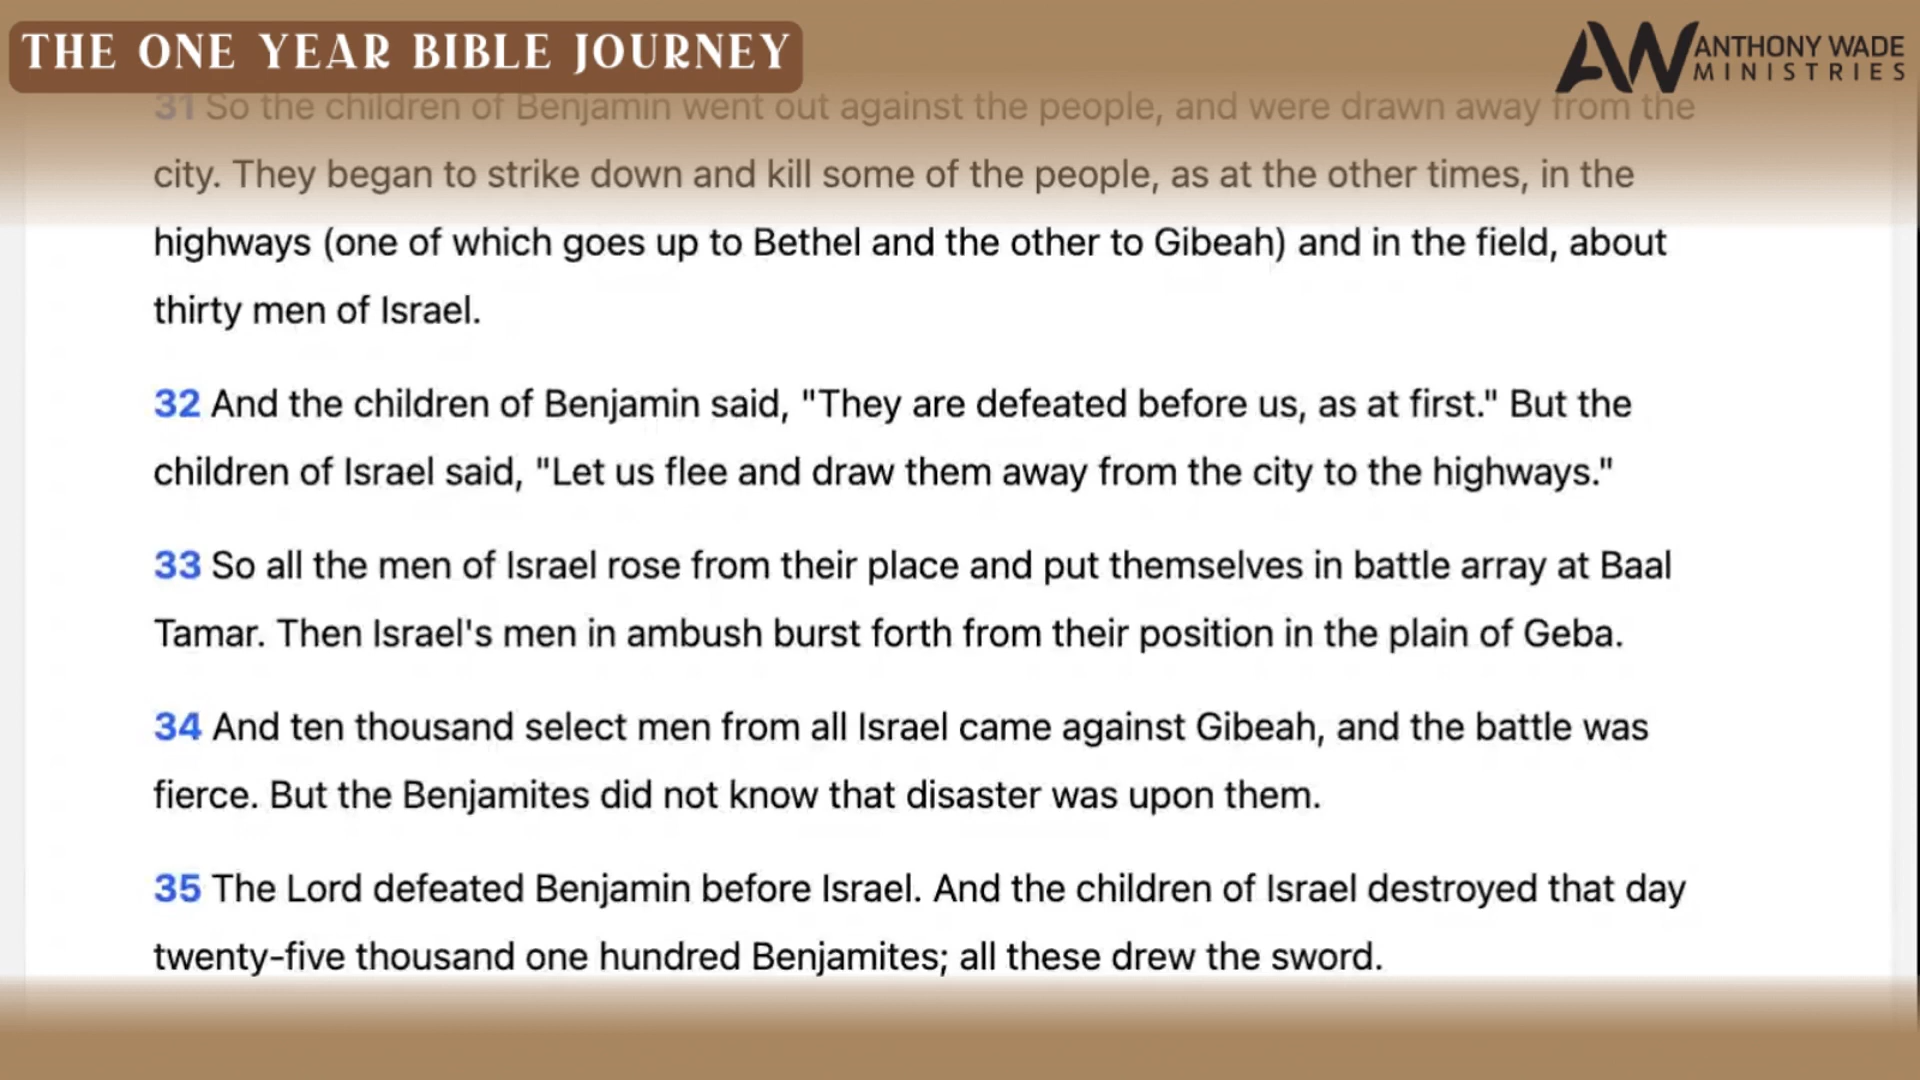 THE ONE YEAR BIBLE JOURNEY
ANTHONY WADE
MINISTRIES
31 So the children of Benjamin went out against the people, and were drawn away from the
city. They began to strike down and kill some of the people, as at the other times, in the
highways (one of which goes up to Bethel and the other to Gibeah) and in the field, about
thirty men of Israel.
32 And the children of Benjamin said, "They are defeated before us, as at first." But the
children of Israel said, "Let us flee and draw them away from the city to the highways."
33 So all the men of Israel rose from their place and put themselves in battle array at Baal
Tamar. Then Israel's men in ambush burst forth from their position in the plain of Geba.
34 And ten thousand select men from all Israel came against Gibeah, and the battle was
fierce. But the Benjamites did not know that disaster was upon them.
35 The Lord defeated Benjamin before Israel. And the children of Israel destroyed that day
twenty-five thousand one hundred Benjamites; all these drew the sword.